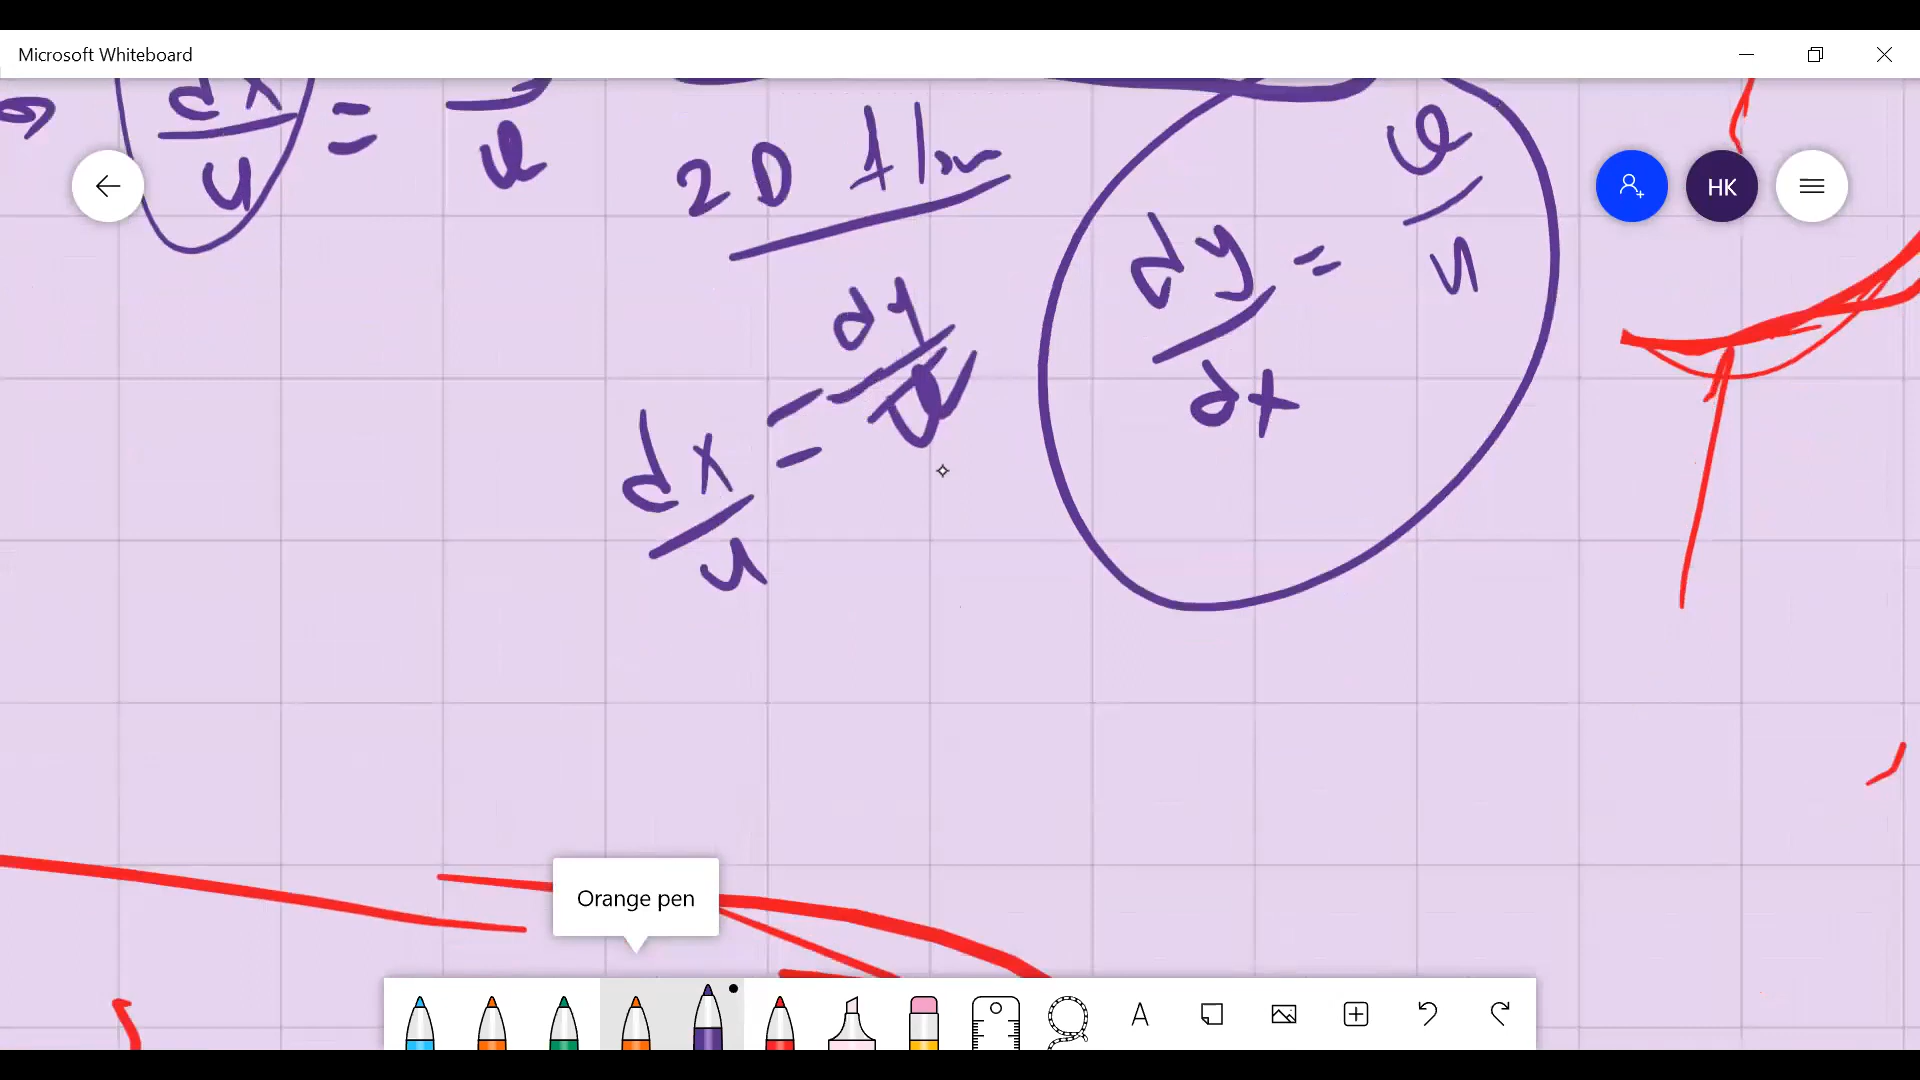 Microsoft Whiteboard
dx/u =
2D flow
dx/u = dy/v
dy/dx = v/u
HK
Orange pen
A